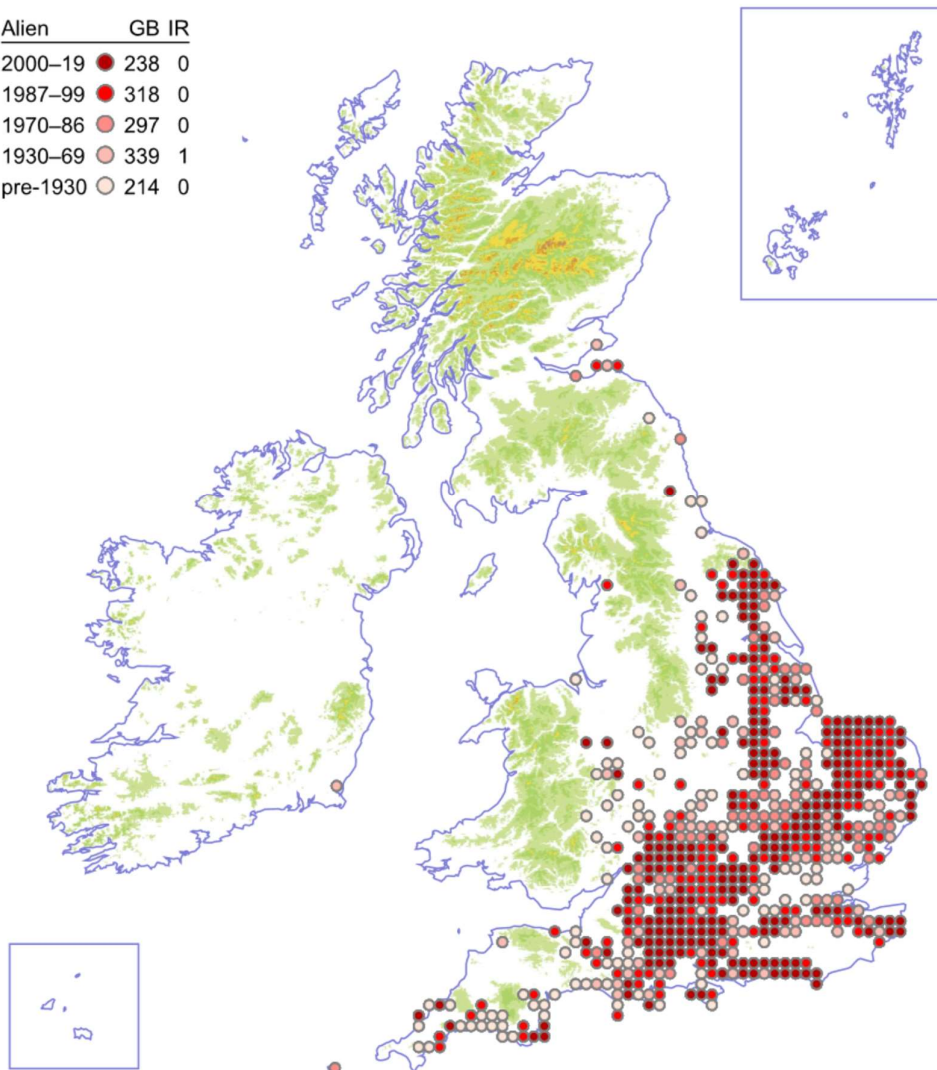 Alien GB IR
2000–19 238 0
1987–99 318 0
1970–86 297 0
1930–69 339 1
pre-1930 214 0